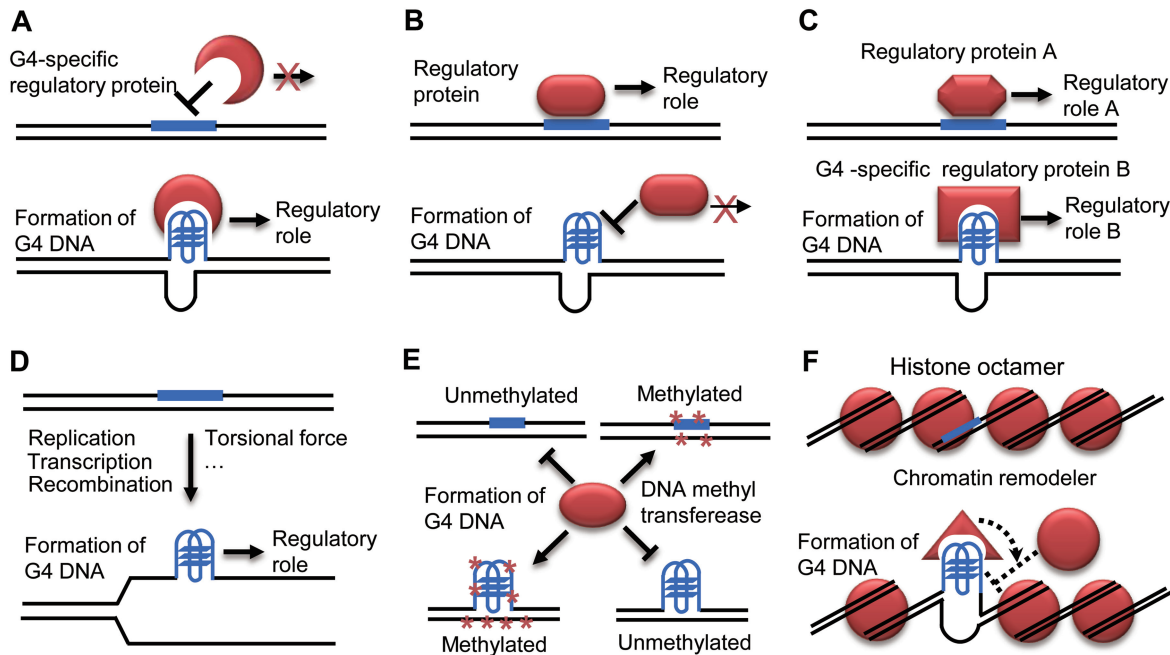 A
G4-specific
regulatory protein
X
Formation of
G4 DNA
Regulatory
role
B
Regulatory
protein
Regulatory
role
Formation of
G4 DNA
X
C
Regulatory protein A
Regulatory
role A
G4 -specific regulatory protein B
Formation of
G4 DNA
Regulatory
role B
D
Replication
Transcription
Recombination
Torsional force
…
Formation of
G4 DNA
Regulatory
role
E
Unmethylated
Methylated
* *
* *
Formation of
G4 DNA
DNA methyl
transferease
* *
* *
* * * *
Methylated
Unmethylated
F
Histone octamer
Chromatin remodeler
Formation of
G4 DNA